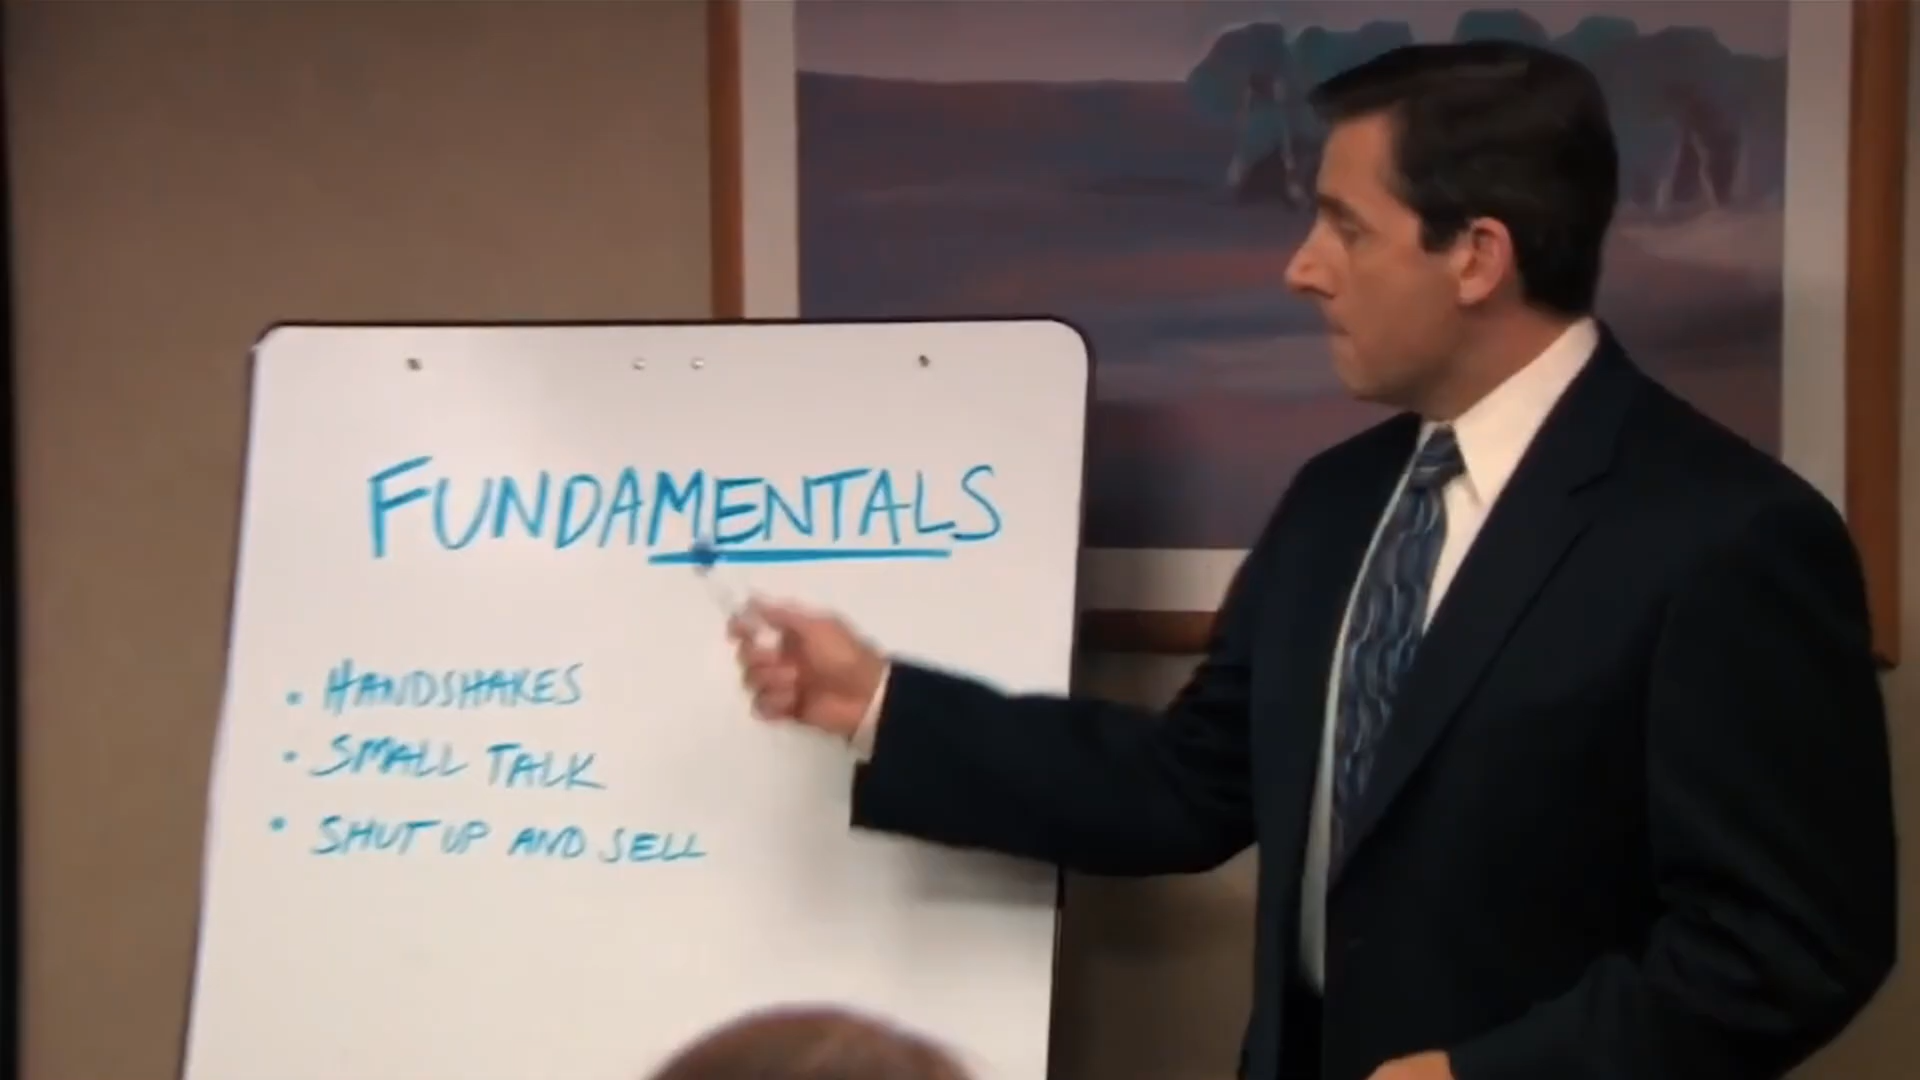 FUNDAMENTALS
• HANDSHAKES
• SMALL TALK
• SHUT UP AND SELL